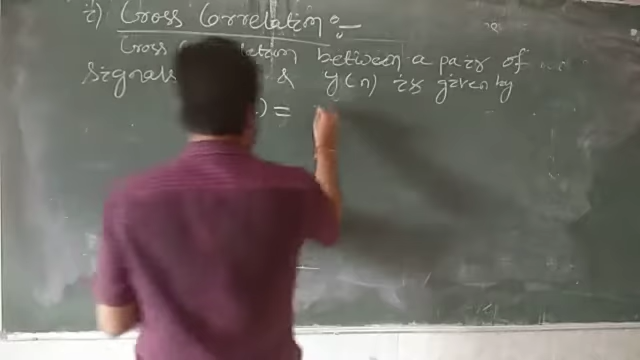 i) Cross Correlation :-
Cross between a pair of
signals & y(n) is given by
) =